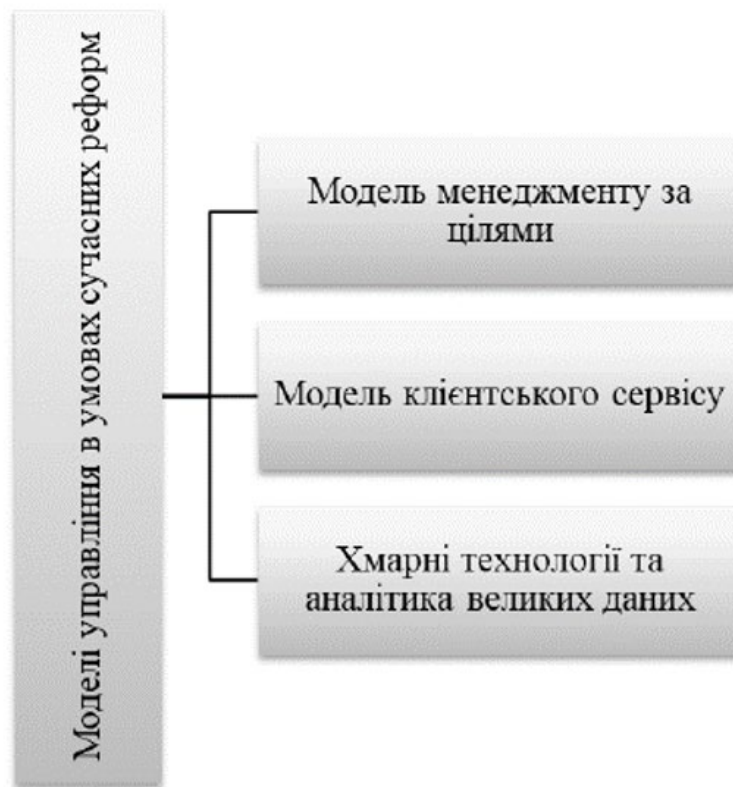 Моделі управління в умовах сучасних реформ
Модель менеджменту за
цілями
Модель клієнтського сервісу
Хмарні технології та
аналітика великих даних